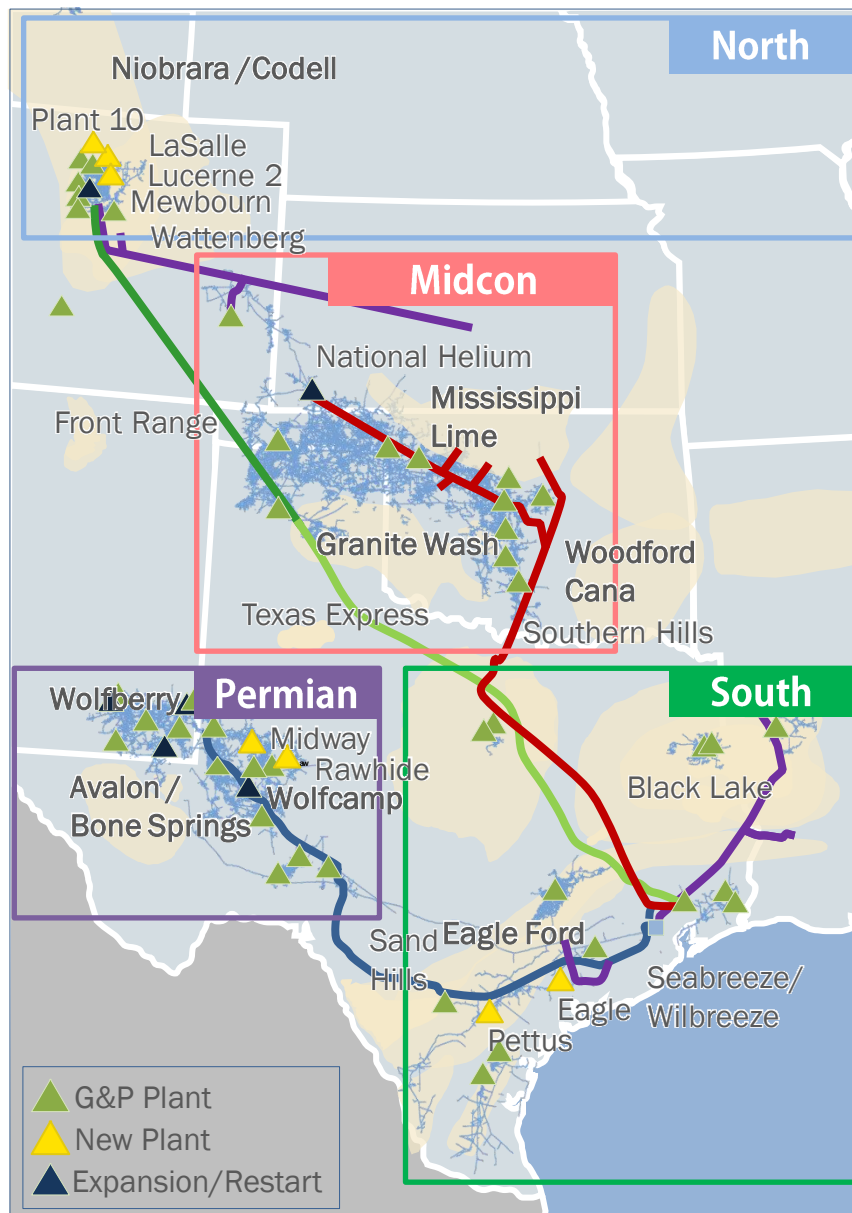 North
Niobrara/Codell
Plant 10
LaSalle
Lucerne 2
Mewbourn
Wattenberg
Midcon
National Helium
Mississippi
Lime
Front Range
Granite Wash
Woodford
Cana
Texas Express
Southern Hills
Permian
South
Wolfberry
Midway
Rawhide
Wolfcamp
Avalon/
Bone Springs
Black Lake
Sand
Hills
Eagle Ford
Seabreeze/
Wilbreeze
Eagle
Pettus
G&P Plant
New Plant
Expansion/Restart